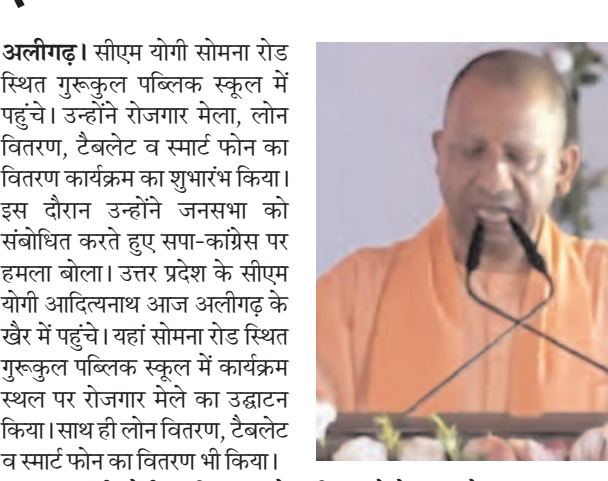 अलीगढ़। सीएम योगी सोमना रोड
स्थित गुरूकुल पब्लिक स्कूल में
पहुंचे। उन्होंने रोजगार मेला, लोन
वितरण, टैबलेट व स्मार्ट फोन का
वितरण कार्यक्रम का शुभारंभ किया।
इस दौरान उन्होंने जनसभा को
संबोधित करते हुए सपा-कांग्रेस पर
हमला बोला। उत्तर प्रदेश के सीएम
योगी आदित्यनाथ आज अलीगढ़ के
खैर में पहुंचे। यहां सोमना रोड स्थित
गुरूकुल पब्लिक स्कूल में कार्यक्रम
स्थल पर रोजगार मेले का उद्घाटन
किया। साथ ही लोन वितरण, टैबलेट
व स्मार्ट फोन का वितरण भी किया।